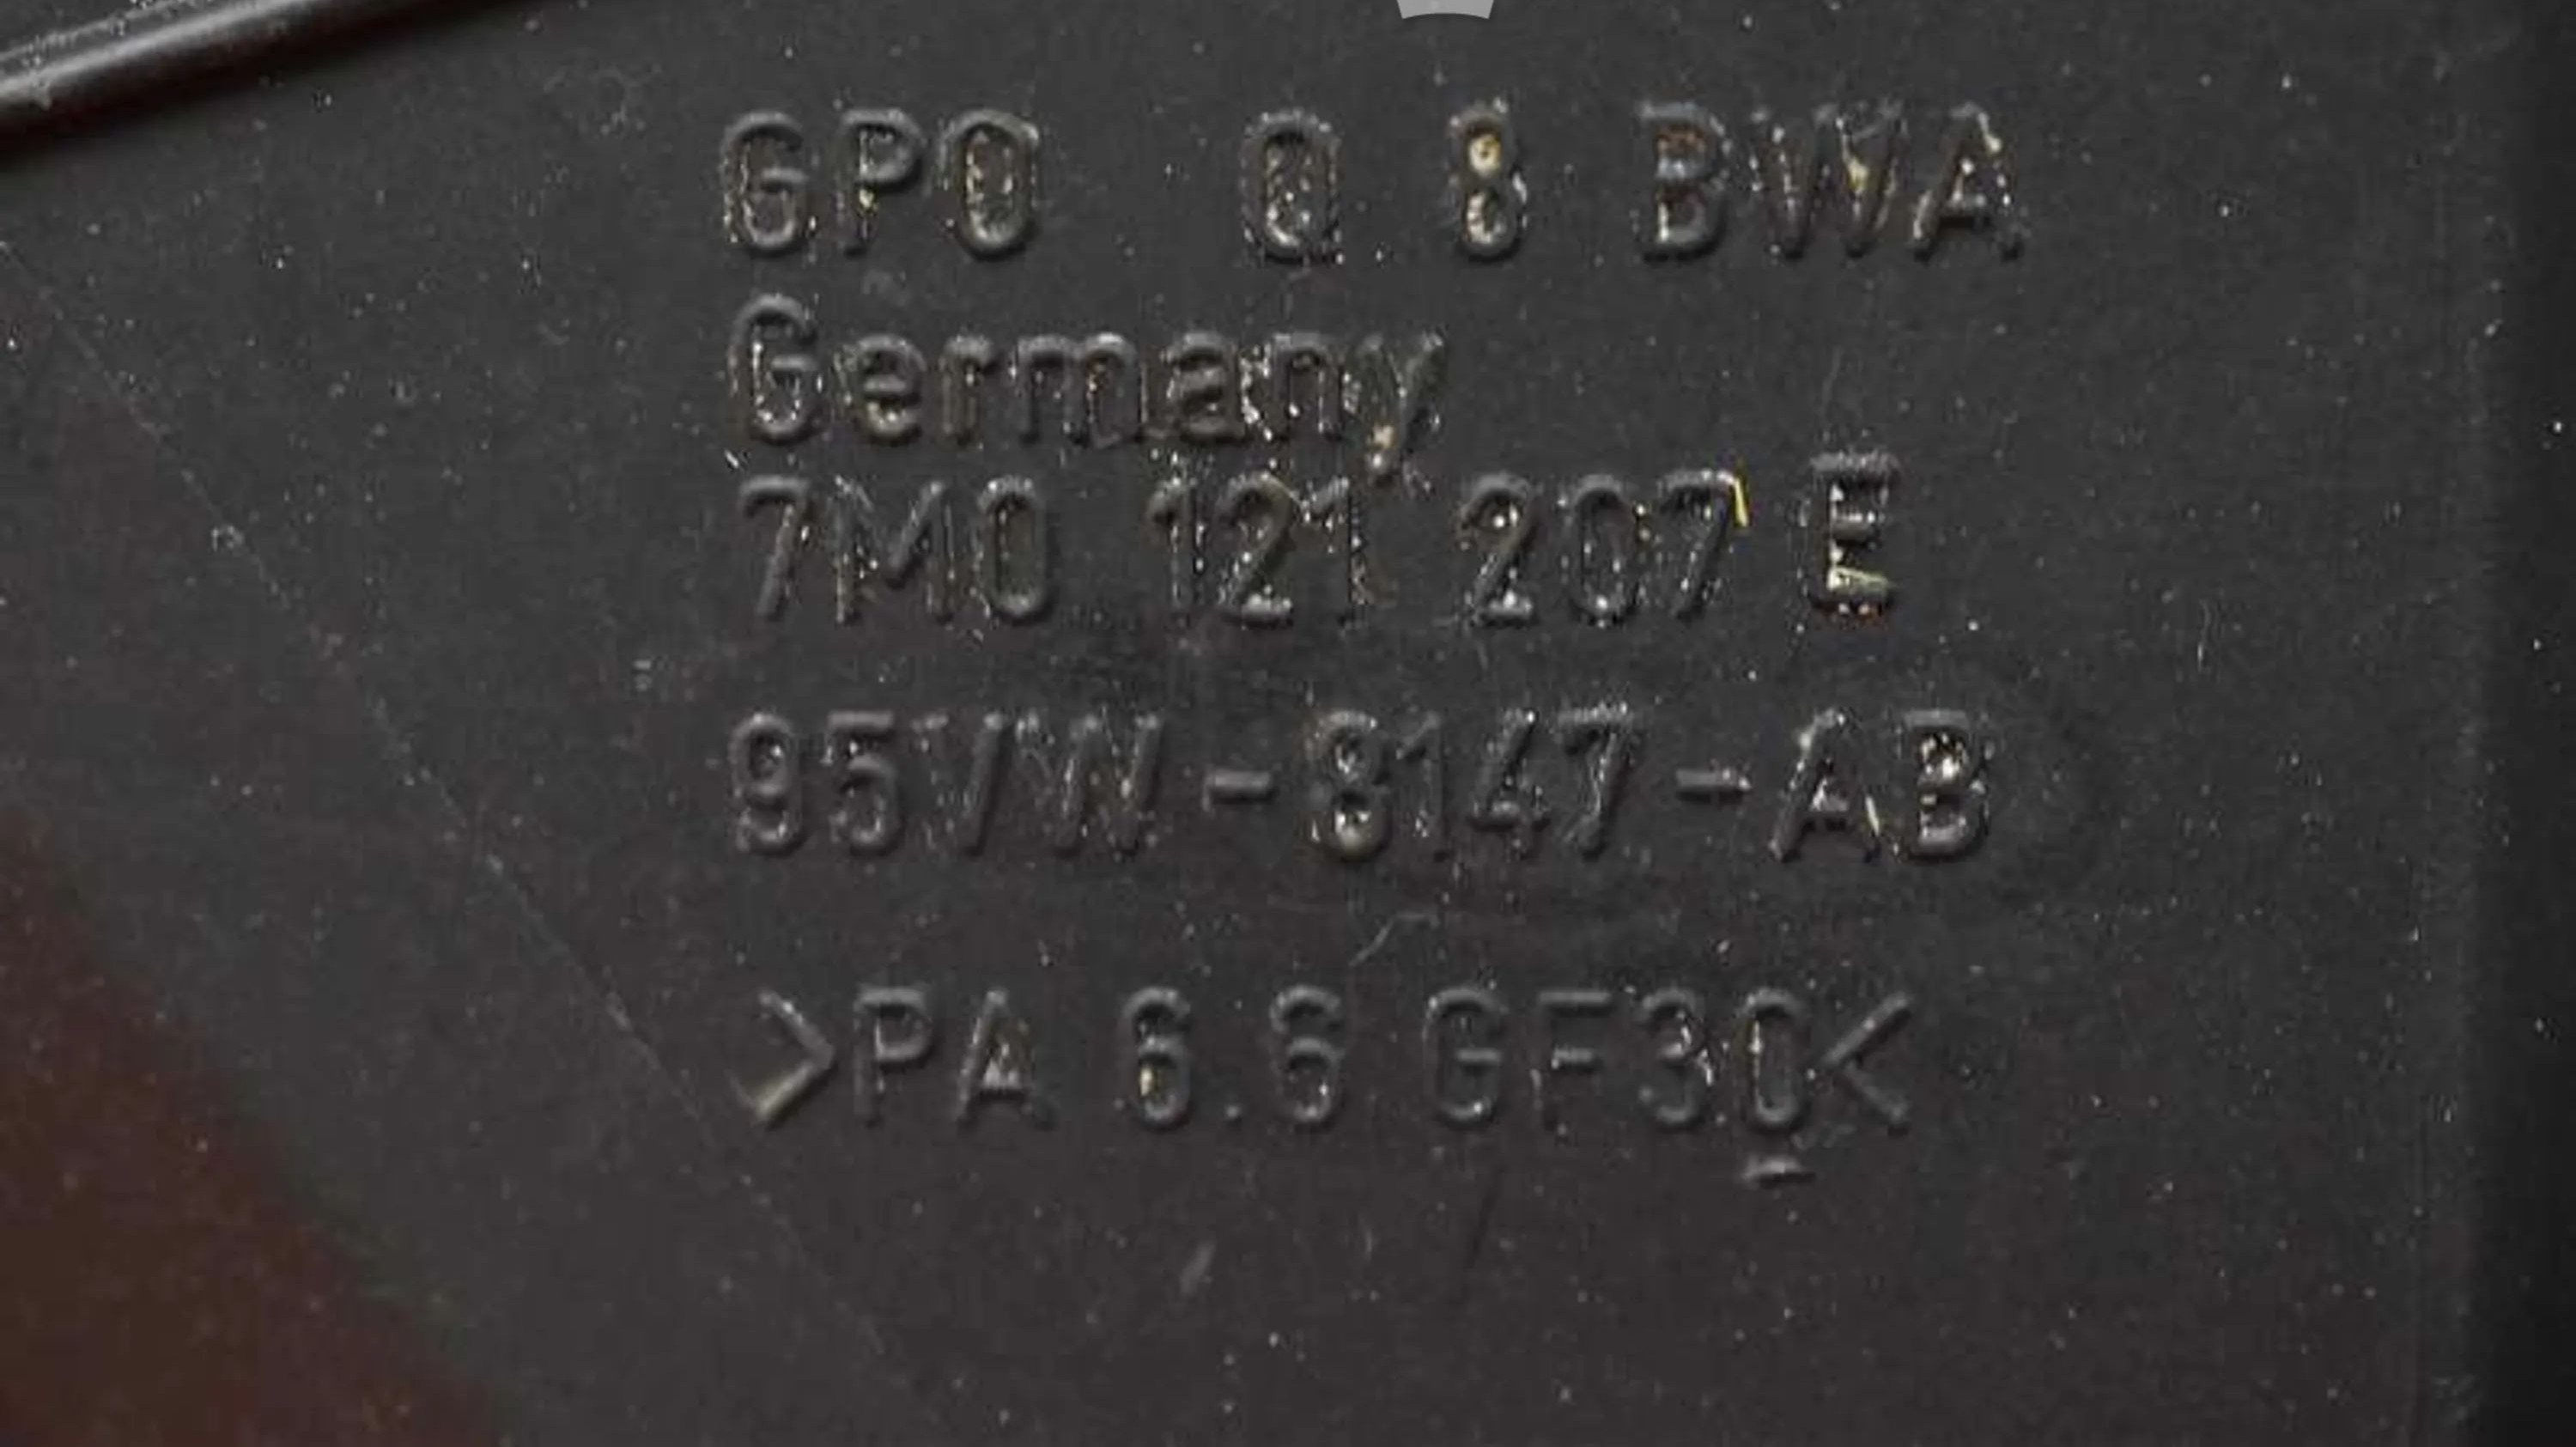 GPO Q.8 BWA
Germany
7M0 121 207 E
95VW-8147-AB
>PA 6.6 GF30<